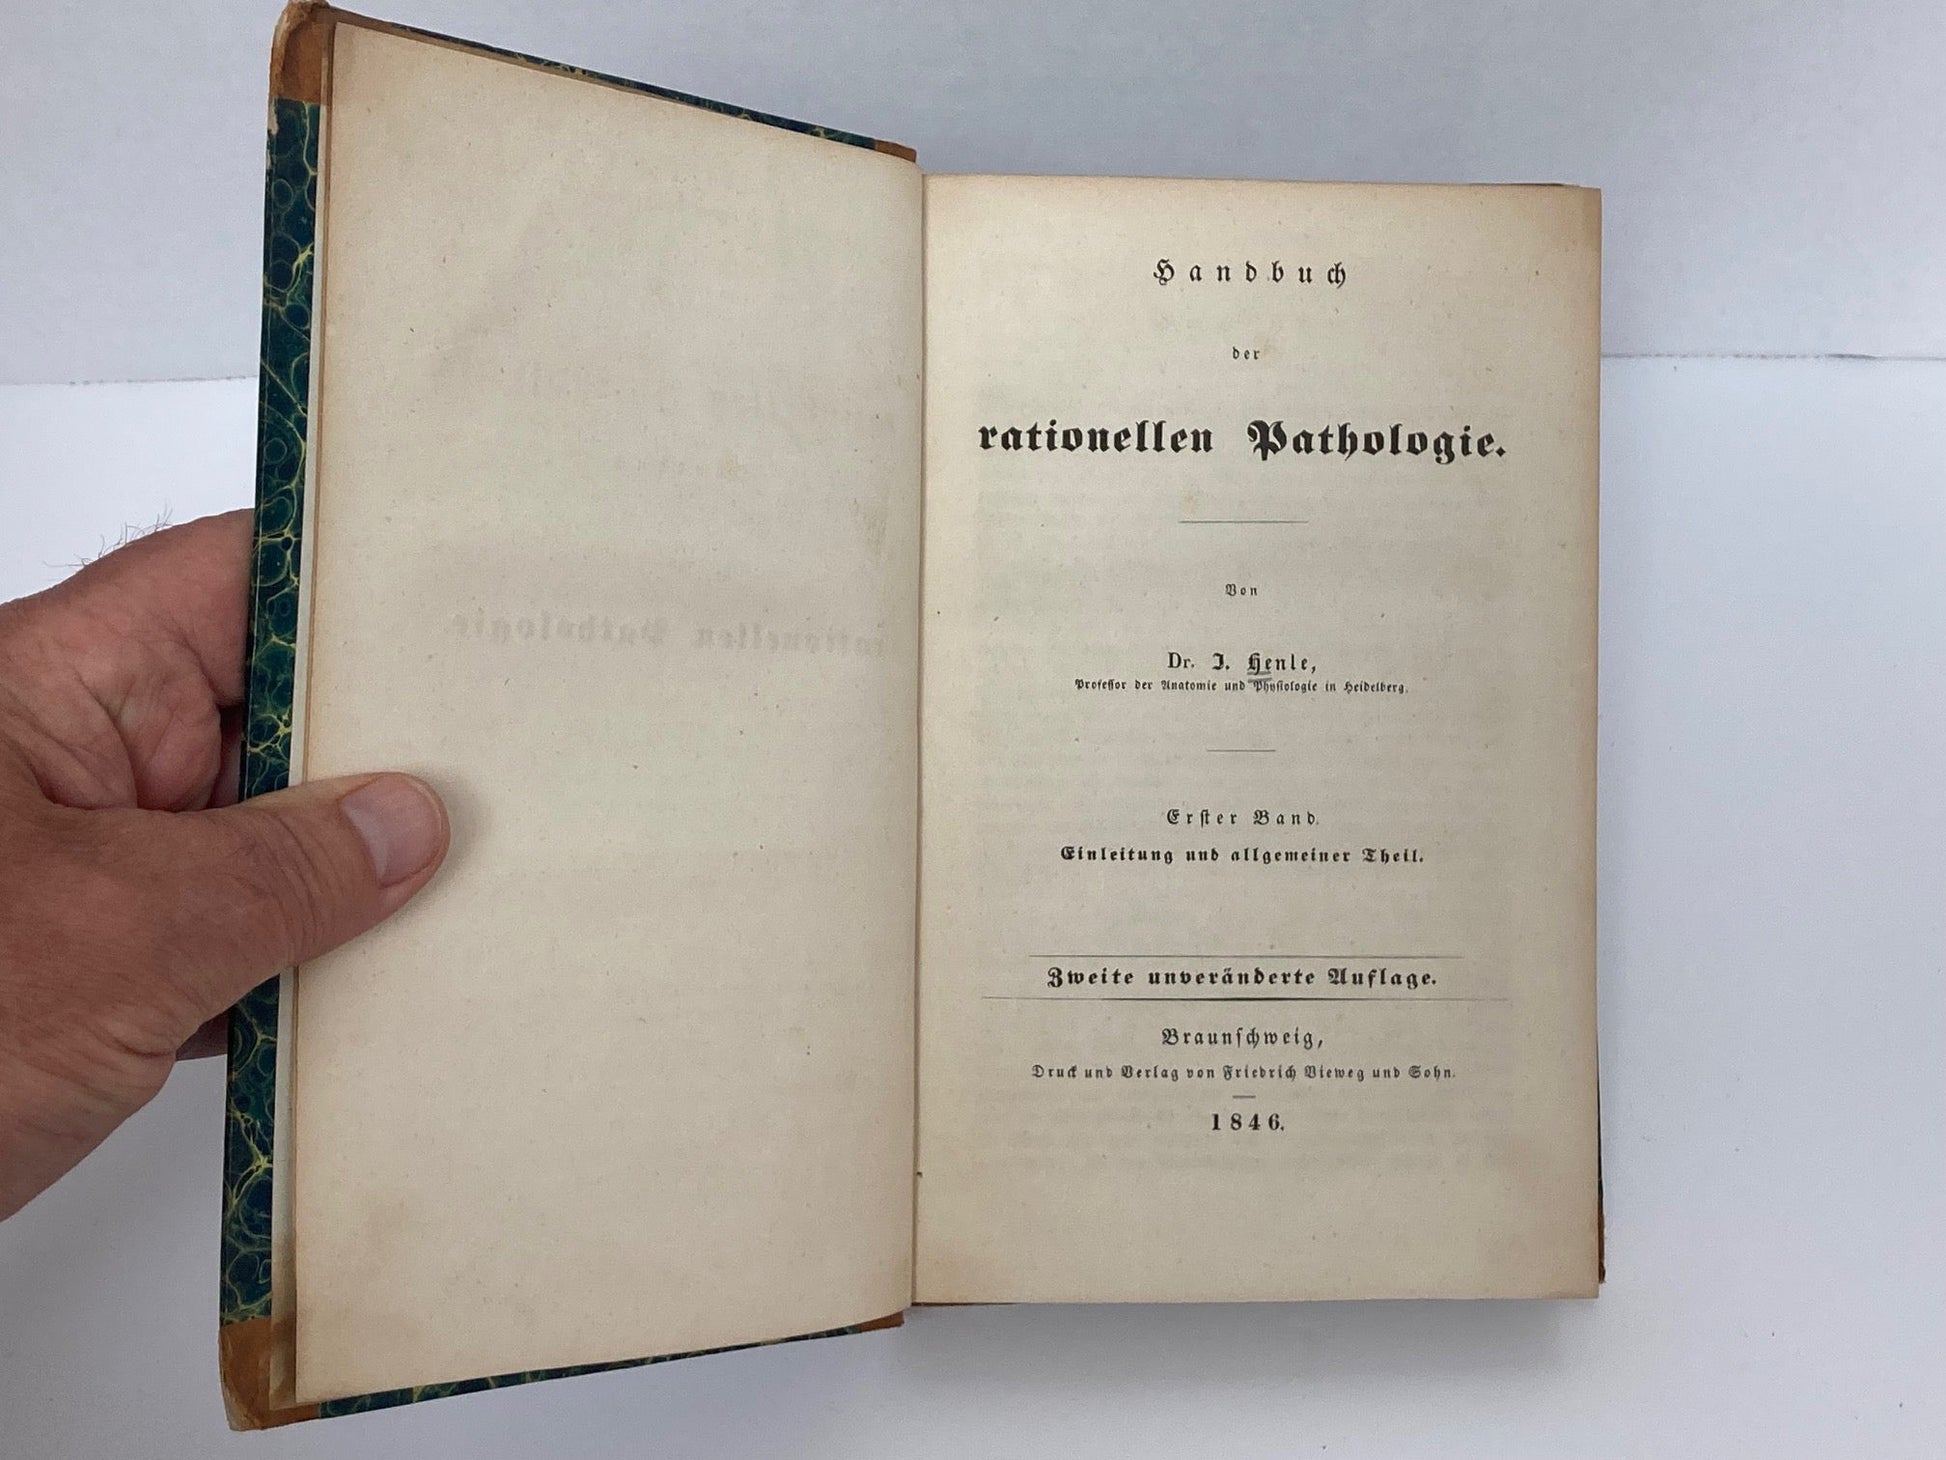 Handbuch
der
rationellen Pathologie.
Von
Dr. J. Henle,
Professor der Anatomie und Physiologie in Heidelberg.
Erster Band.
Einleitung und allgemeiner Theil.
Zweite unveränderte Auflage.
Braunschweig,
Druck und Verlag von Friedrich Vieweg und Sohn.
1846.